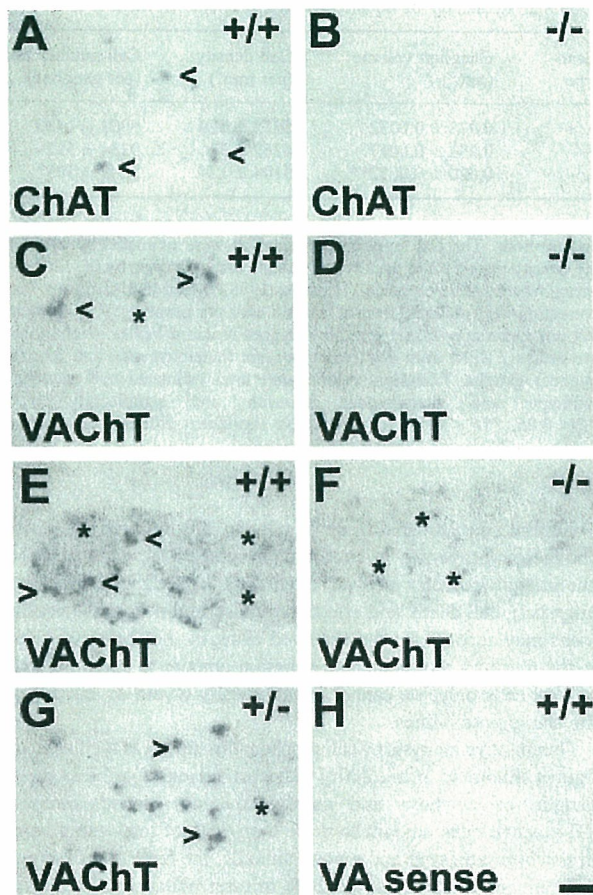 A +/+
B -/-
ChAT
ChAT
C +/+
D -/-
VAChT
VAChT
E +/+
F -/-
VAChT
VAChT
G +/-
H +/+
VAChT
VA sense